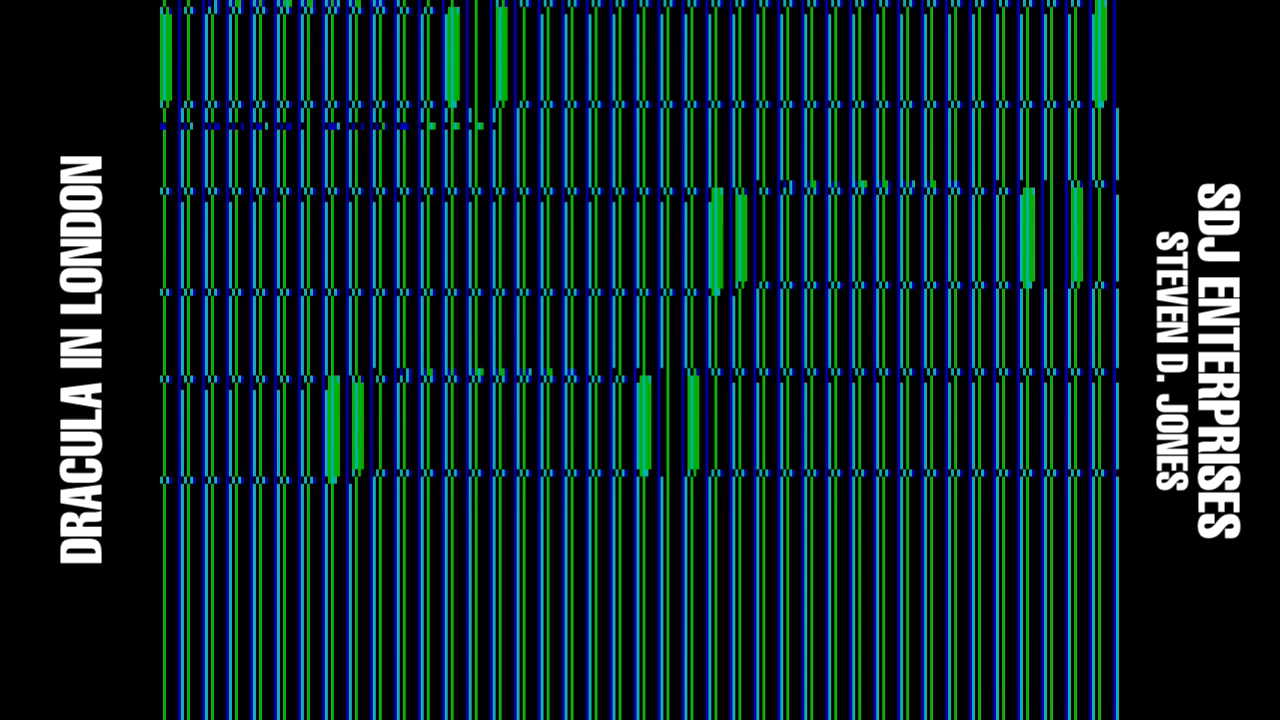 DRACULA IN LONDON
SDJ ENTERPRISES
STEVEN D. JONES